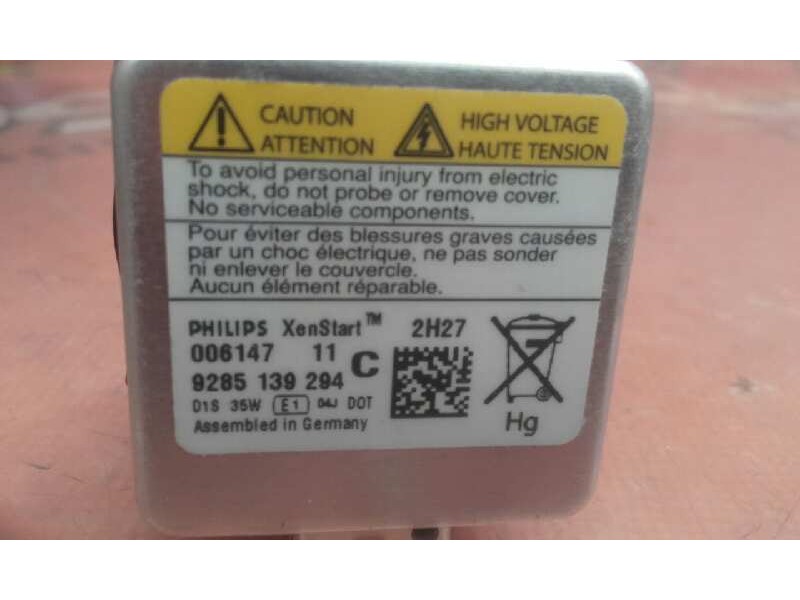 CAUTION
ATTENTION
HIGH VOLTAGE
HAUTE TENSION
To avoid personal injury from electric
shock, do not probe or remove cover.
No serviceable components.
Pour éviter des blessures graves causées
par un choc électrique, ne pas sonder
ni enlever le couvercle.
Aucun élément réparable.
PHILIPS XenStart™ 2H27
006147 11 C
9285 139 294
D1S 35W E1 04J DOT
Assembled in Germany
Hg